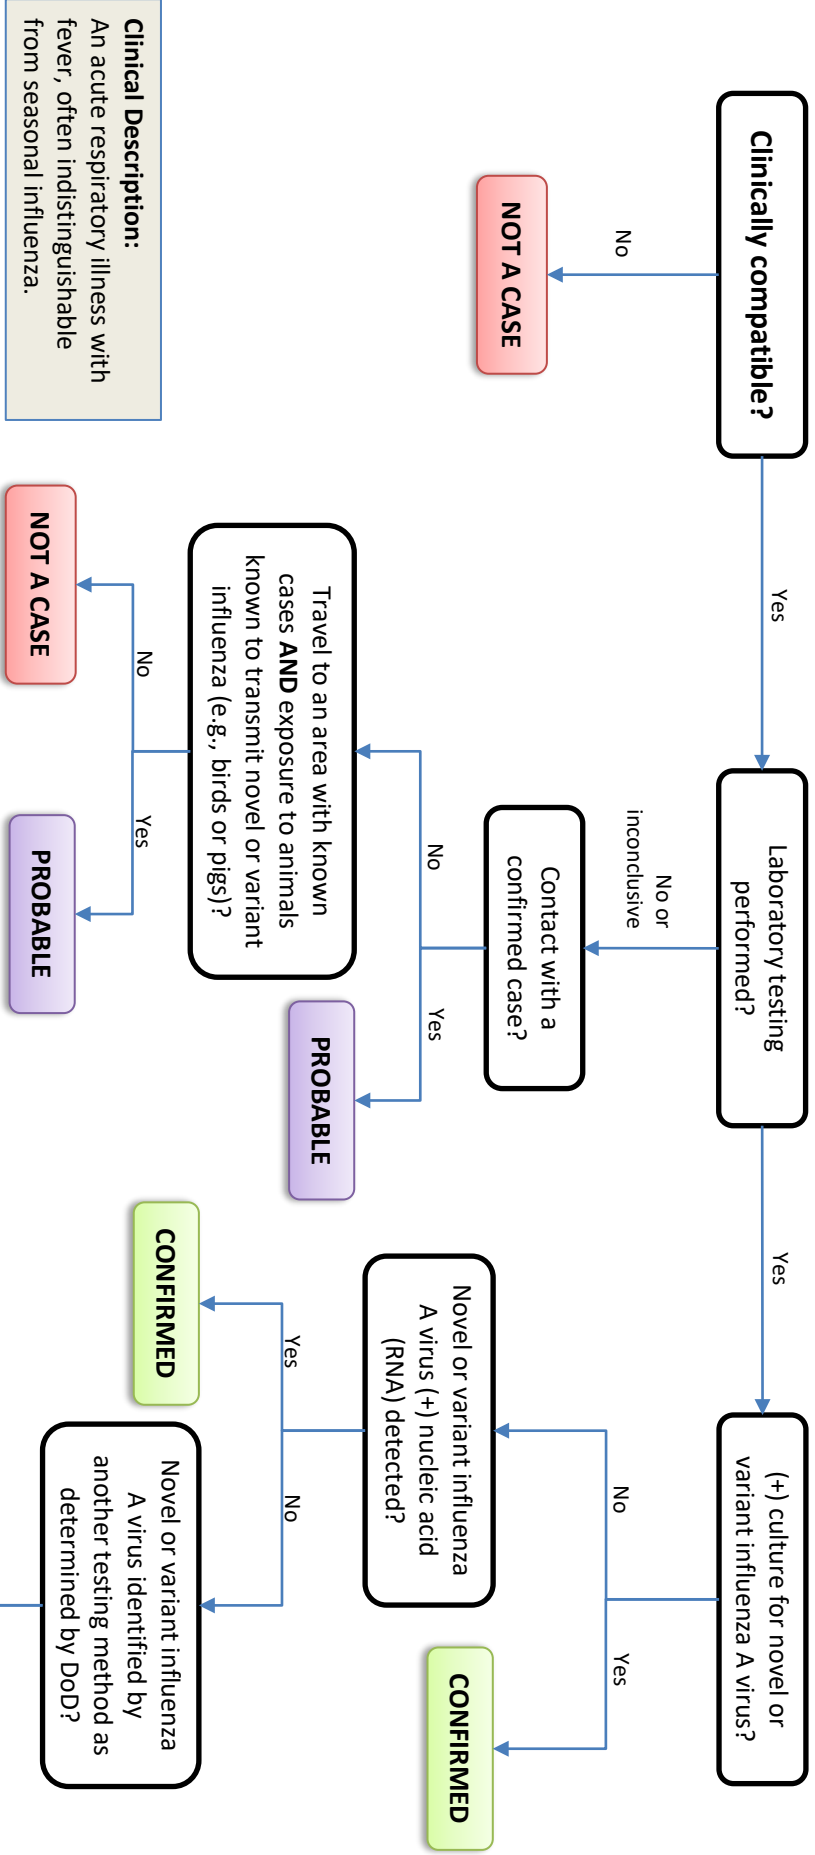 Clinically compatible?
Yes
Laboratory testing
performed?
Yes
(+) culture for novel or
variant influenza A virus?
No
NOT A CASE
No or
inconclusive
Contact with a
confirmed case?
No
Yes
PROBABLE
Travel to an area with known
cases AND exposure to animals
known to transmit novel or variant
influenza (e.g., birds or pigs)?
No
Yes
NOT A CASE
PROBABLE
No
Yes
CONFIRMED
Novel or variant influenza
A virus (+) nucleic acid
(RNA) detected?
Yes
No
CONFIRMED
Novel or variant influenza
A virus identified by
another testing method as
determined by DoD?
Clinical Description:
An acute respiratory illness with
fever, often indistinguishable
from seasonal influenza.